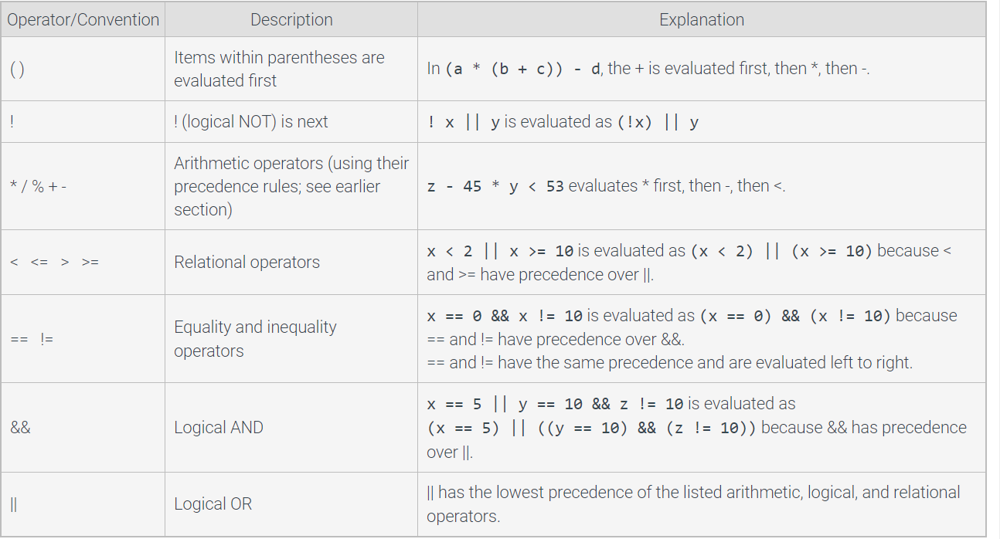 Operator/Convention Description Explanation
( ) Items within parentheses are
evaluated first In (a * (b + c)) - d, the + is evaluated first, then *, then -.
! ! (logical NOT) is next ! x || y is evaluated as (!x) || y
* / % + - Arithmetic operators (using their
precedence rules; see earlier
section) z - 45 * y < 53 evaluates * first, then -, then <.
< <= > >= Relational operators x < 2 || x >= 10 is evaluated as (x < 2) || (x >= 10) because <
and >= have precedence over ||.
== != Equality and inequality
operators x == 0 && x != 10 is evaluated as (x == 0) && (x != 10) because
== and != have precedence over &&.
== and != have the same precedence and are evaluated left to right.
&& Logical AND x == 5 || y == 10 && z != 10 is evaluated as
(x == 5) || ((y == 10) && (z != 10)) because && has precedence
over ||.
|| Logical OR || has the lowest precedence of the listed arithmetic, logical, and relational
operators.